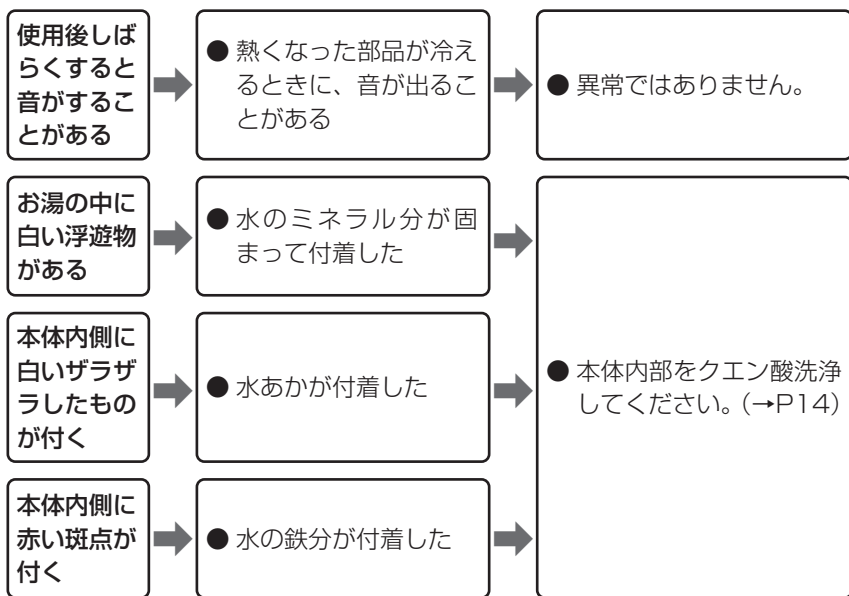 使用後しば
らくすると
音がするこ
とがある
● 熱くなった部品が冷え
るときに、音が出るこ
とがある
● 異常ではありません。
お湯の中に
白い浮遊物
がある
● 水のミネラル分が固
まって付着した
本体内側に
白いザラザ
ラしたもの
が付く
● 水あかが付着した
本体内側に
赤い斑点が
付く
● 水の鉄分が付着した
● 本体内部をクエン酸洗浄
してください。(→P14)